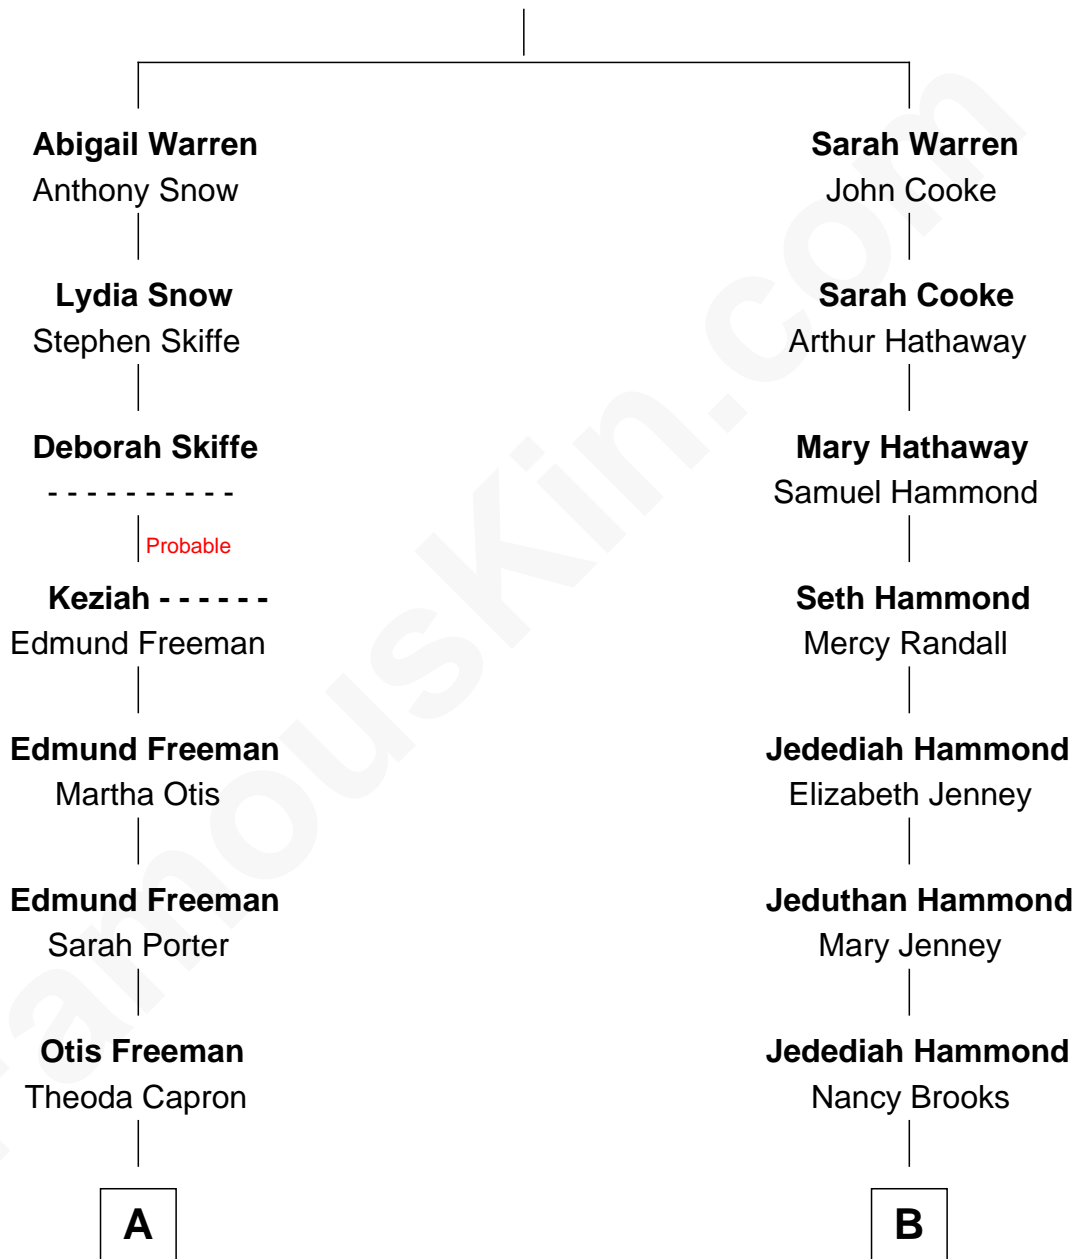 Abigail Warren
Anthony Snow
Sarah Warren
John Cooke
Lydia Snow
Stephen Skiffe
Sarah Cooke
Arthur Hathaway
Deborah Skiffe
- - - - - - - - - -
Mary Hathaway
Samuel Hammond
Probable
Keziah - - - - - -
Edmund Freeman
Seth Hammond
Mercy Randall
Edmund Freeman
Martha Otis
Jedediah Hammond
Elizabeth Jenney
Edmund Freeman
Sarah Porter
Jeduthan Hammond
Mary Jenney
Otis Freeman
Theoda Capron
Jedediah Hammond
Nancy Brooks
A
B
FamousKin.com